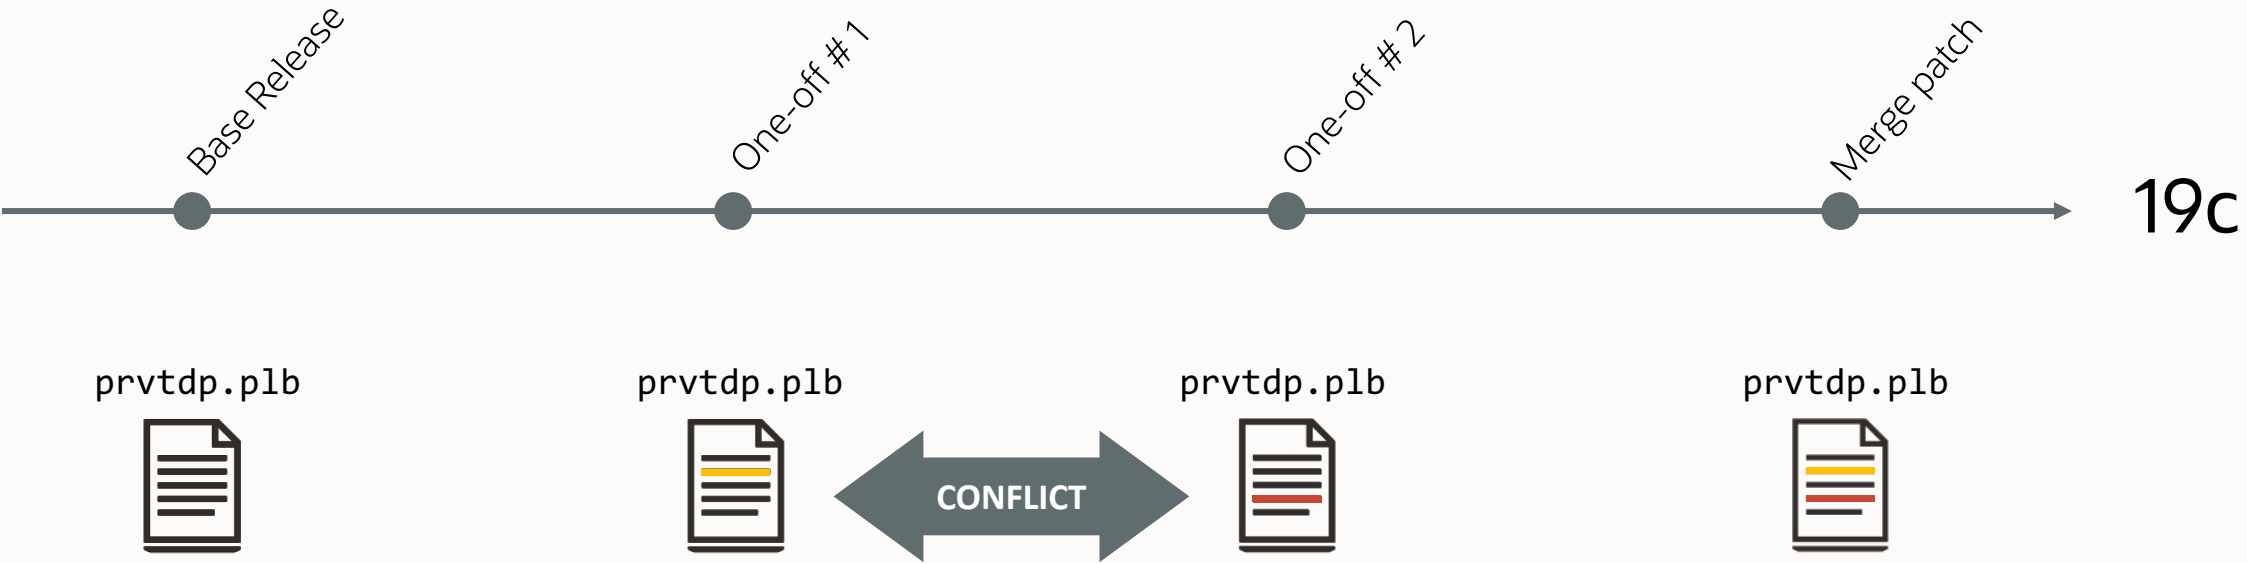 Base Release
One-off # 1
One-off # 2
Merge patch
19c
prvtdp.plb
prvtdp.plb
prvtdp.plb
prvtdp.plb
CONFLICT